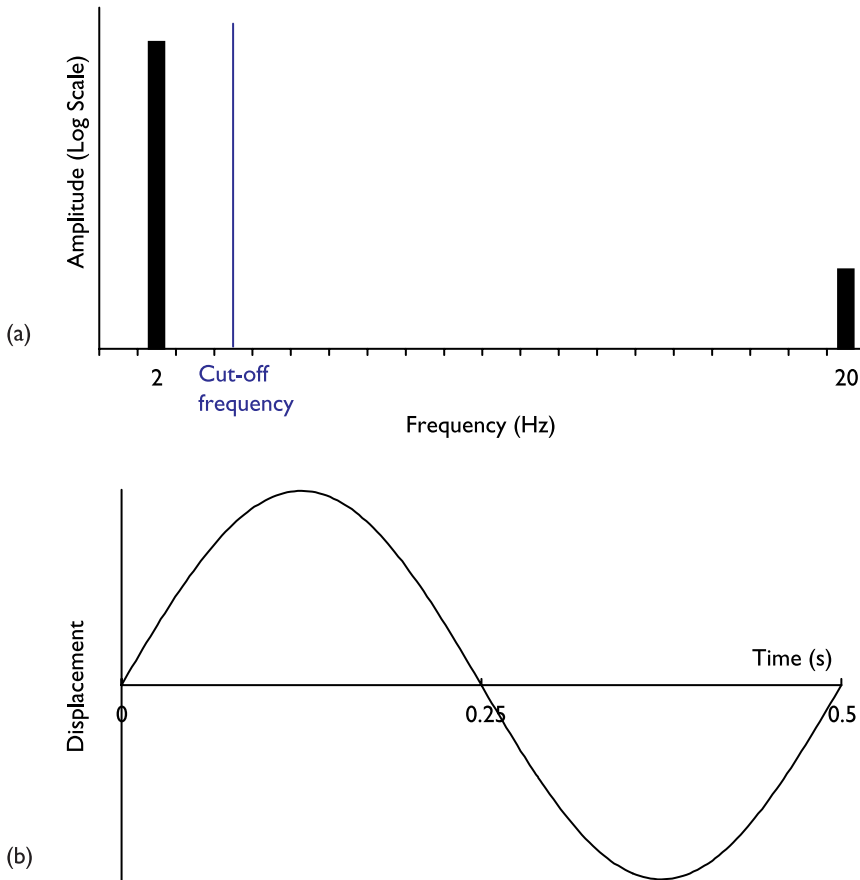 Amplitude (Log Scale)
(a)
2
Cut-off
frequency
20
Frequency (Hz)
Displacement
Time (s)
0
0.25
0.5
(b)